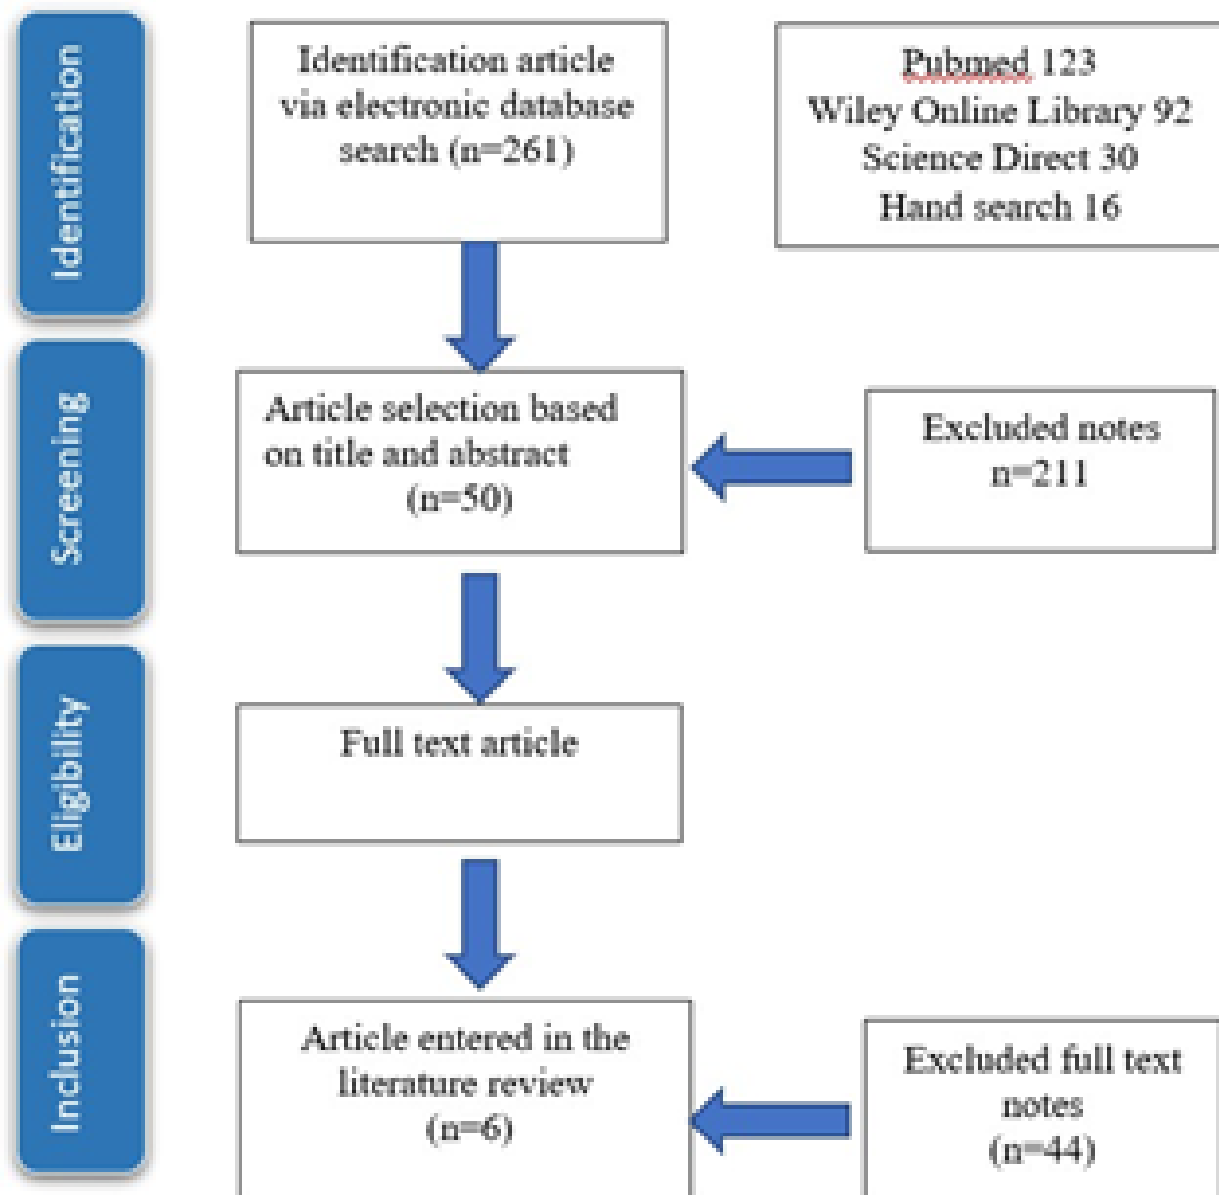 Identification
Identification article
via electronic database
search (n=261)
Pubmed 123
Wiley Online Library 92
Science Direct 30
Hand search 16
Screening
Article selection based
on title and abstract
(n=50)
Excluded notes
n=211
Eligibility
Full text article
Inclusion
Article entered in the
literature review
(n=6)
Excluded full text
notes
(n=44)